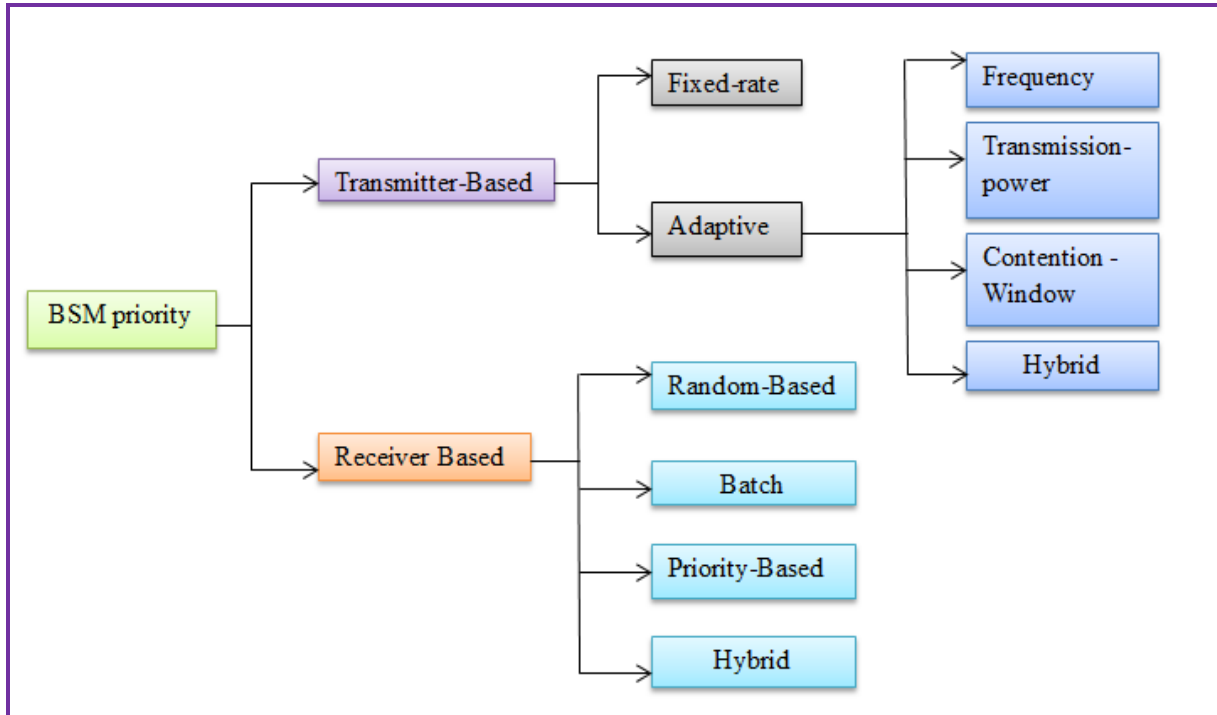 Fixed-rate
Frequency
Transmission-
power
Transmitter-Based
Adaptive
Contention -
Window
BSM priority
Hybrid
Random-Based
Receiver Based
Batch
Priority-Based
Hybrid